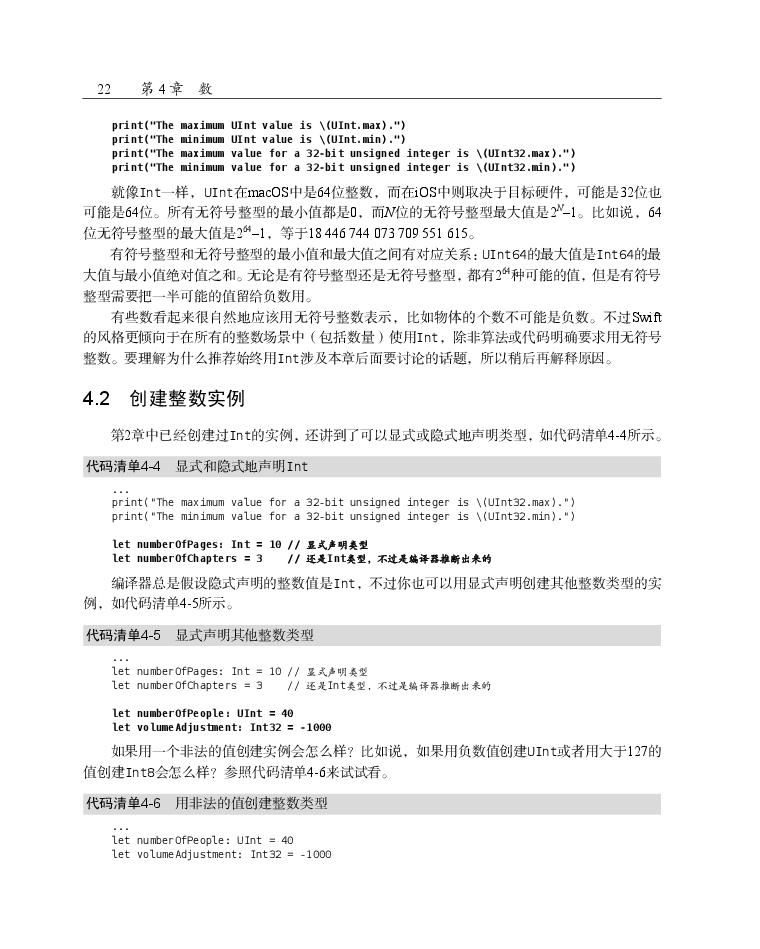 22 第4章 数
print("The maximum UInt value is \(UInt.max).")
print("The minimum UInt value is \(UInt.min).")
print("The maximum value for a 32-bit unsigned integer is \(UInt32.max).")
print("The minimum value for a 32-bit unsigned integer is \(UInt32.min).")
就像Int一样，UInt在macOS中是64位整数，而在iOS中则取决于目标硬件，可能是32位也
可能是64位。所有无符号整型的最小值都是0，而N位的无符号整型最大值是2ᴺ–1。比如说，64
位无符号整型的最大值是2⁶⁴–1，等于18 446 744 073 709 551 615。
有符号整型和无符号整型的最小值和最大值之间有对应关系：UInt64的最大值是Int64的最
大值与最小值绝对值之和。无论是有符号整型还是无符号整型，都有2⁶⁴种可能的值，但是有符号
整型需要把一半可能的值留给负数用。
有些数看起来很自然地应该用无符号整数表示，比如物体的个数不可能是负数。不过Swift
的风格更倾向于在所有的整数场景中（包括数量）使用Int，除非算法或代码明确要求用无符号
整数。要理解为什么推荐始终用Int涉及本章后面要讨论的话题，所以稍后再解释原因。
4.2 创建整数实例
第2章中已经创建过Int的实例，还讲到了可以显式或隐式地声明类型，如代码清单4-4所示。
代码清单4-4 显式和隐式地声明Int
...
print("The maximum value for a 32-bit unsigned integer is \(UInt32.max).")
print("The minimum value for a 32-bit unsigned integer is \(UInt32.min).")
let numberOfPages: Int = 10 // 显式声明类型
let numberOfChapters = 3 // 还是Int类型，不过是编译器推断出来的
编译器总是假设隐式声明的整数值是Int，不过你也可以用显式声明创建其他整数类型的实
例，如代码清单4-5所示。
代码清单4-5 显式声明其他整数类型
...
let numberOfPages: Int = 10 // 显式声明类型
let numberOfChapters = 3 // 还是Int类型，不过是编译器推断出来的
let numberOfPeople: UInt = 40
let volumeAdjustment: Int32 = -1000
如果用一个非法的值创建实例会怎么样？比如说，如果用负数值创建UInt或者用大于127的
值创建Int8会怎么样？参照代码清单4-6来试试看。
代码清单4-6 用非法的值创建整数类型
...
let numberOfPeople: UInt = 40
let volumeAdjustment: Int32 = -1000